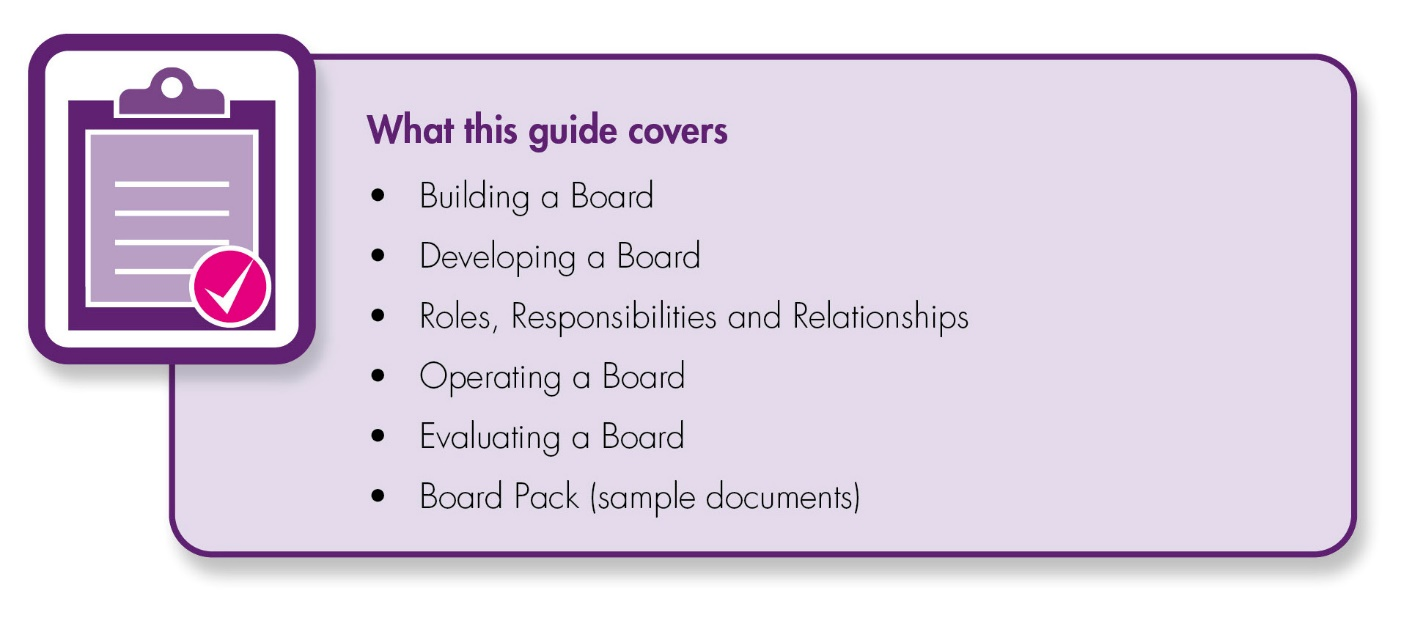 What this guide covers
• Building a Board
• Developing a Board
• Roles, Responsibilities and Relationships
• Operating a Board
• Evaluating a Board
• Board Pack (sample documents)